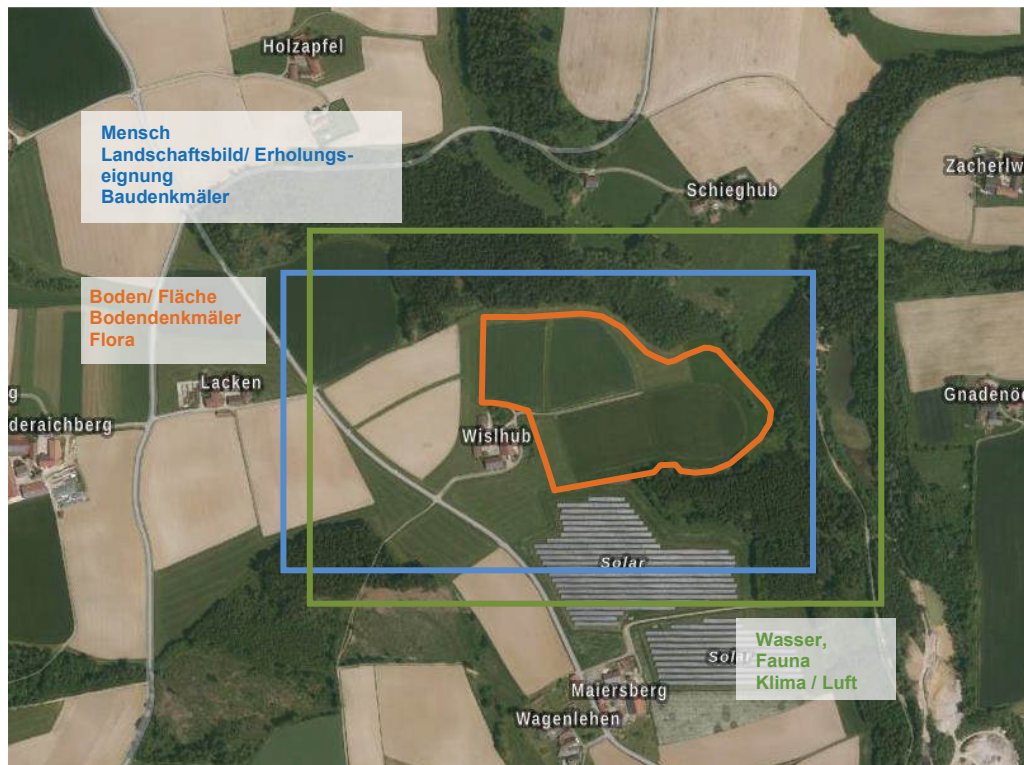 Holzapfel
Mensch
Landschaftsbild/ Erholungs-
eignung
Baudenkmäler
Zacherlw
Schieghub
Boden/ Fläche
Bodendenkmäler
Flora
Lacken
g
deraichberg
Gnadenöd
Wislhub
Solar
Wasser,
Fauna
Klima / Luft
Solar
Maiersberg
Wagenlehen